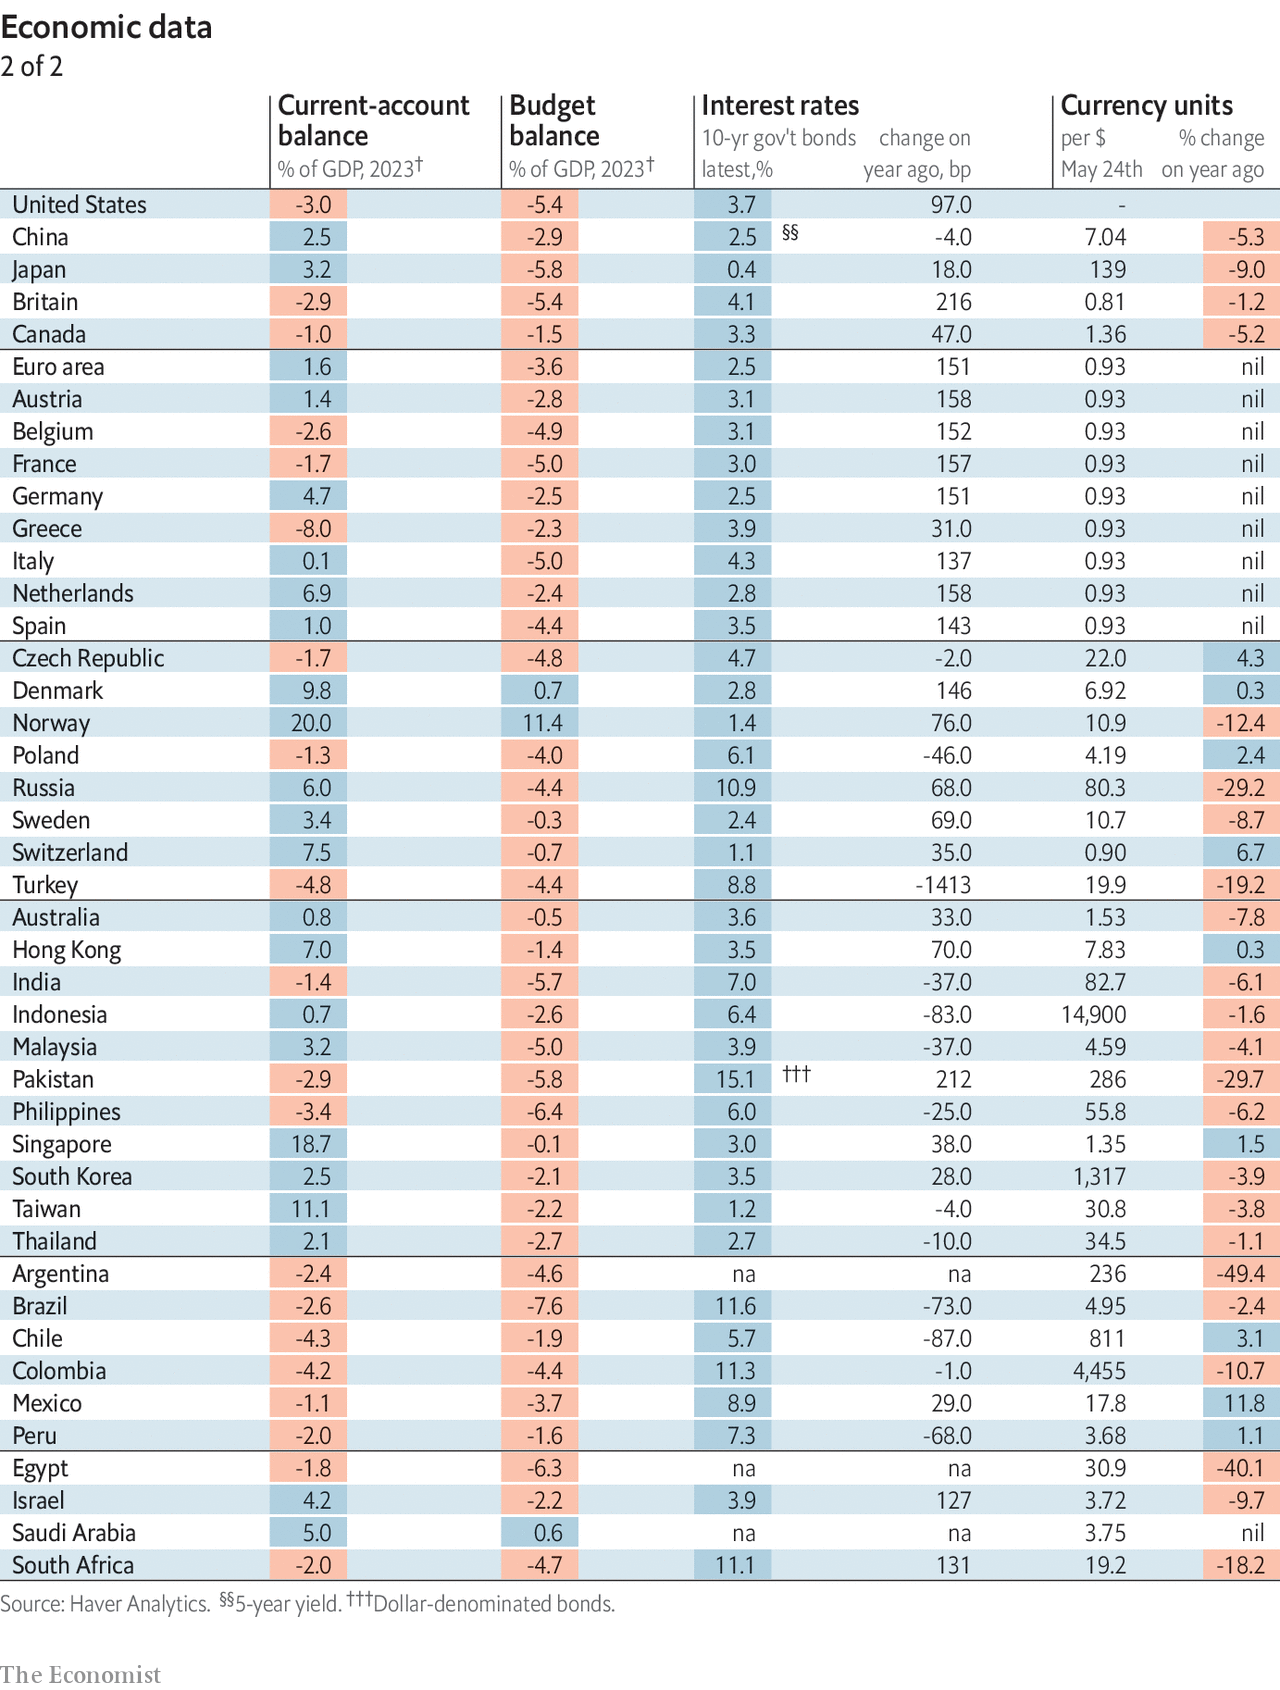 Economic data
2 of 2
Current-account balance % of GDP, 2023† Budget balance % of GDP, 2023† Interest rates 10-yr gov't bonds latest,% change on year ago, bp Currency units per $ May 24th % change on year ago
United States -3.0 -5.4 3.7 97.0 -
China 2.5 -2.9 2.5 §§ -4.0 7.04 -5.3
Japan 3.2 -5.8 0.4 18.0 139 -9.0
Britain -2.9 -5.4 4.1 216 0.81 -1.2
Canada -1.0 -1.5 3.3 47.0 1.36 -5.2
Euro area 1.6 -3.6 2.5 151 0.93 nil
Austria 1.4 -2.8 3.1 158 0.93 nil
Belgium -2.6 -4.9 3.1 152 0.93 nil
France -1.7 -5.0 3.0 157 0.93 nil
Germany 4.7 -2.5 2.5 151 0.93 nil
Greece -8.0 -2.3 3.9 31.0 0.93 nil
Italy 0.1 -5.0 4.3 137 0.93 nil
Netherlands 6.9 -2.4 2.8 158 0.93 nil
Spain 1.0 -4.4 3.5 143 0.93 nil
Czech Republic -1.7 -4.8 4.7 -2.0 22.0 4.3
Denmark 9.8 0.7 2.8 146 6.92 0.3
Norway 20.0 11.4 1.4 76.0 10.9 -12.4
Poland -1.3 -4.0 6.1 -46.0 4.19 2.4
Russia 6.0 -4.4 10.9 68.0 80.3 -29.2
Sweden 3.4 -0.3 2.4 69.0 10.7 -8.7
Switzerland 7.5 -0.7 1.1 35.0 0.90 6.7
Turkey -4.8 -4.4 8.8 -1413 19.9 -19.2
Australia 0.8 -0.5 3.6 33.0 1.53 -7.8
Hong Kong 7.0 -1.4 3.5 70.0 7.83 0.3
India -1.4 -5.7 7.0 -37.0 82.7 -6.1
Indonesia 0.7 -2.6 6.4 -83.0 14,900 -1.6
Malaysia 3.2 -5.0 3.9 -37.0 4.59 -4.1
Pakistan -2.9 -5.8 15.1 ††† 212 286 -29.7
Philippines -3.4 -6.4 6.0 -25.0 55.8 -6.2
Singapore 18.7 -0.1 3.0 38.0 1.35 1.5
South Korea 2.5 -2.1 3.5 28.0 1,317 -3.9
Taiwan 11.1 -2.2 1.2 -4.0 30.8 -3.8
Thailand 2.1 -2.7 2.7 -10.0 34.5 -1.1
Argentina -2.4 -4.6 na na 236 -49.4
Brazil -2.6 -7.6 11.6 -73.0 4.95 -2.4
Chile -4.3 -1.9 5.7 -87.0 811 3.1
Colombia -4.2 -4.4 11.3 -1.0 4,455 -10.7
Mexico -1.1 -3.7 8.9 29.0 17.8 11.8
Peru -2.0 -1.6 7.3 -68.0 3.68 1.1
Egypt -1.8 -6.3 na na 30.9 -40.1
Israel 4.2 -2.2 3.9 127 3.72 -9.7
Saudi Arabia 5.0 0.6 na na 3.75 nil
South Africa -2.0 -4.7 11.1 131 19.2 -18.2
Source: Haver Analytics. §§5-year yield. †††Dollar-denominated bonds.
The Economist